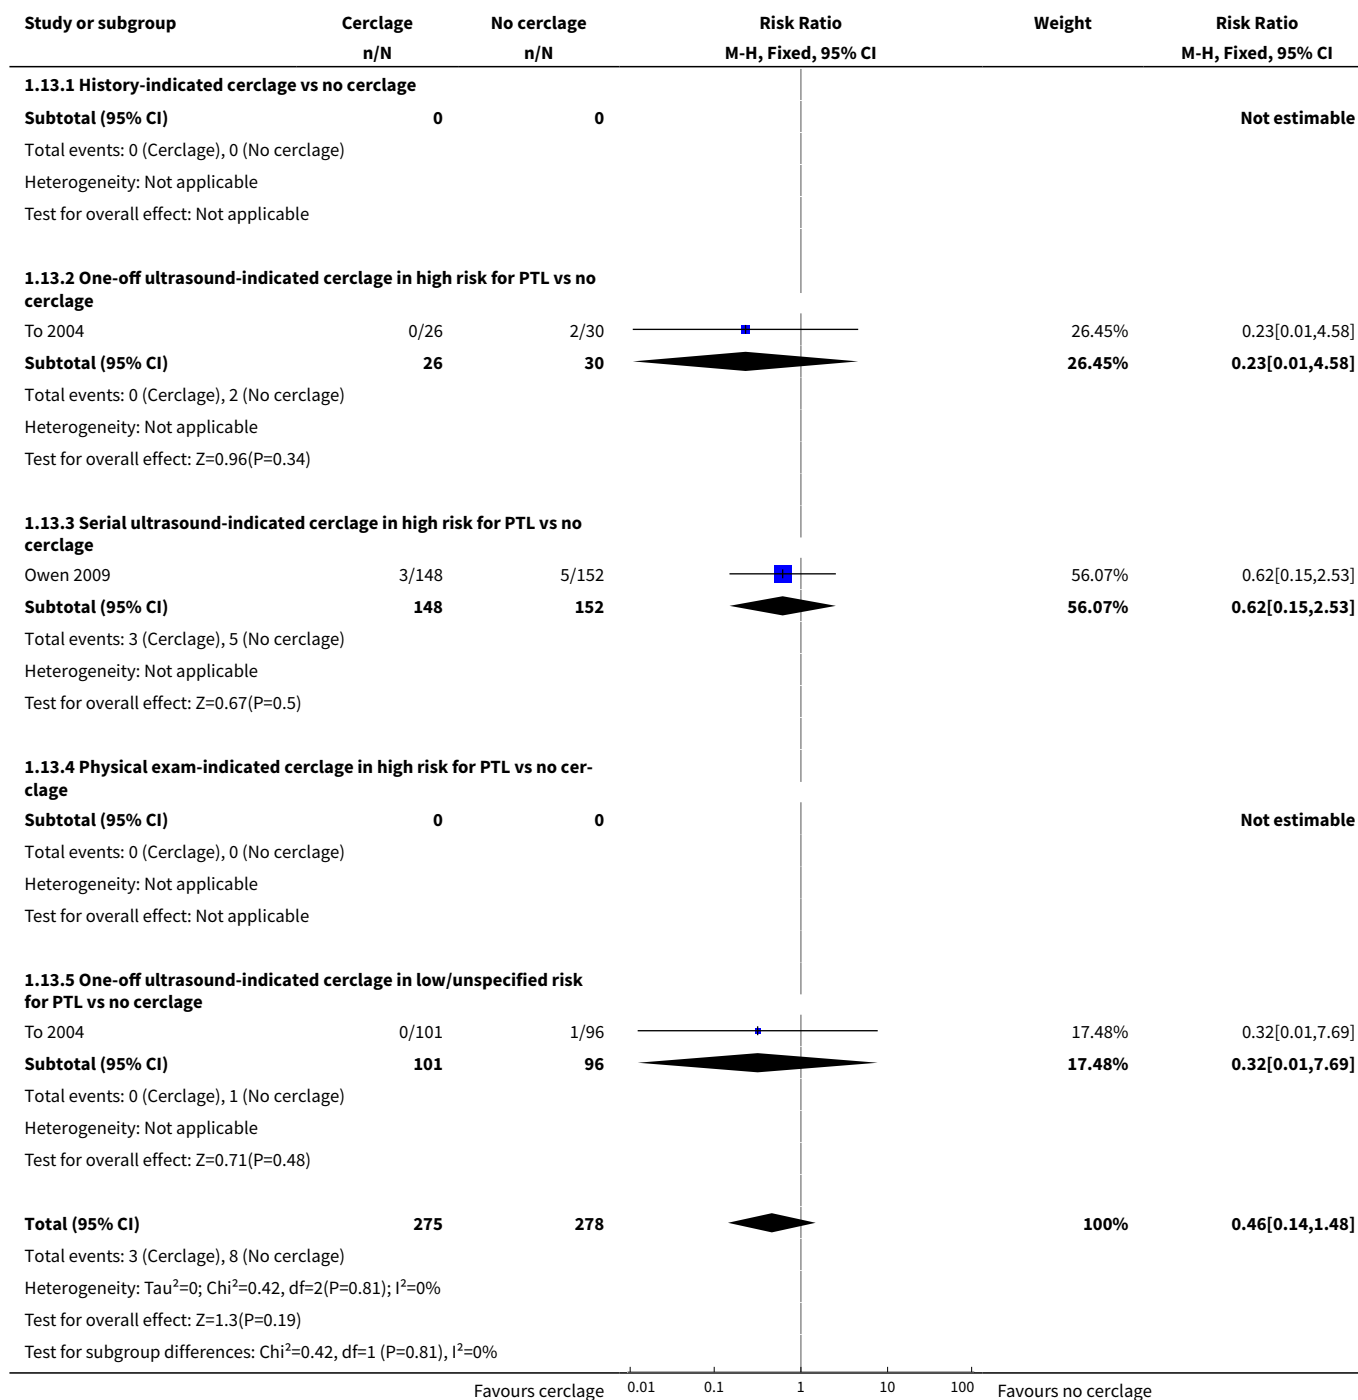 Study or subgroup Cerclage No cerclage Risk Ratio Weight Risk Ratio
n/N n/N M-H, Fixed, 95% CI M-H, Fixed, 95% CI
1.13.1 History-indicated cerclage vs no cerclage
Subtotal (95% CI) 0 0 Not estimable
Total events: 0 (Cerclage), 0 (No cerclage)
Heterogeneity: Not applicable
Test for overall effect: Not applicable
1.13.2 One-off ultrasound-indicated cerclage in high risk for PTL vs no
cerclage
To 2004 0/26 2/30 26.45% 0.23[0.01,4.58]
Subtotal (95% CI) 26 30 26.45% 0.23[0.01,4.58]
Total events: 0 (Cerclage), 2 (No cerclage)
Heterogeneity: Not applicable
Test for overall effect: Z=0.96(P=0.34)
1.13.3 Serial ultrasound-indicated cerclage in high risk for PTL vs no
cerclage
Owen 2009 3/148 5/152 56.07% 0.62[0.15,2.53]
Subtotal (95% CI) 148 152 56.07% 0.62[0.15,2.53]
Total events: 3 (Cerclage), 5 (No cerclage)
Heterogeneity: Not applicable
Test for overall effect: Z=0.67(P=0.5)
1.13.4 Physical exam-indicated cerclage in high risk for PTL vs no cer-
clage
Subtotal (95% CI) 0 0 Not estimable
Total events: 0 (Cerclage), 0 (No cerclage)
Heterogeneity: Not applicable
Test for overall effect: Not applicable
1.13.5 One-off ultrasound-indicated cerclage in low/unspecified risk
for PTL vs no cerclage
To 2004 0/101 1/96 17.48% 0.32[0.01,7.69]
Subtotal (95% CI) 101 96 17.48% 0.32[0.01,7.69]
Total events: 0 (Cerclage), 1 (No cerclage)
Heterogeneity: Not applicable
Test for overall effect: Z=0.71(P=0.48)
Total (95% CI) 275 278 100% 0.46[0.14,1.48]
Total events: 3 (Cerclage), 8 (No cerclage)
Heterogeneity: Tau²=0; Chi²=0.42, df=2(P=0.81); I²=0%
Test for overall effect: Z=1.3(P=0.19)
Test for subgroup differences: Chi²=0.42, df=1 (P=0.81), I²=0%
Favours cerclage 0.01 0.1 1 10 100 Favours no cerclage